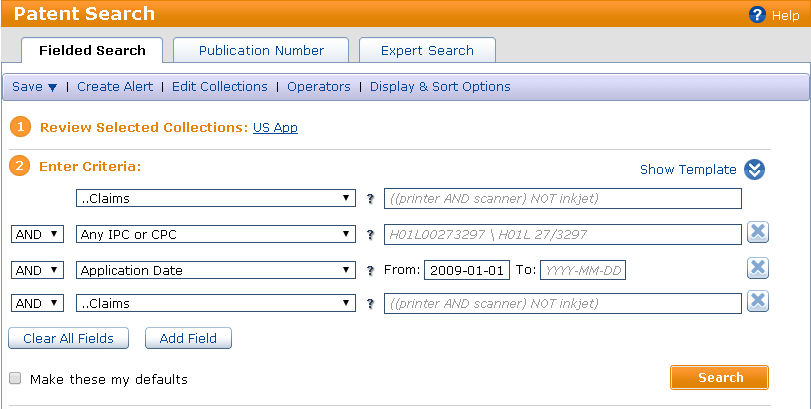 Patent Search
? Help
Fielded Search Publication Number Expert Search
Save ▼ | Create Alert | Edit Collections | Operators | Display & Sort Options
1 Review Selected Collections: US App
2 Enter Criteria:
Show Template
..Claims ? ((printer AND scanner) NOT inkjet)
AND Any IPC or CPC ? H01L00273297 \ H01L 27/3297
AND Application Date ? From: 2009-01-01 To: YYYY-MM-DD
AND ..Claims ? ((printer AND scanner) NOT inkjet)
Clear All Fields Add Field
Make these my defaults
Search